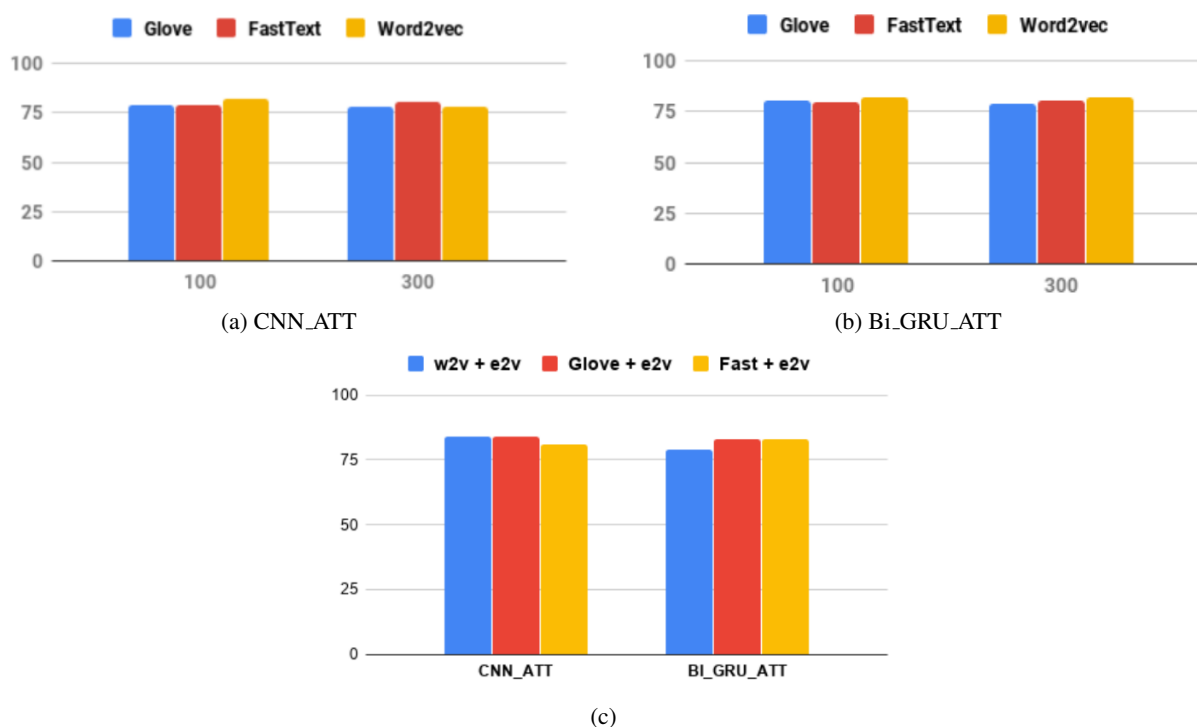 Glove FastText Word2vec
100
75
50
25
0
100 300
(a) CNN_ATT
Glove FastText Word2vec
100
75
50
25
0
100 300
(b) Bi_GRU_ATT
w2v + e2v Glove + e2v Fast + e2v
100
75
50
25
0
CNN_ATT BI_GRU_ATT
(c)